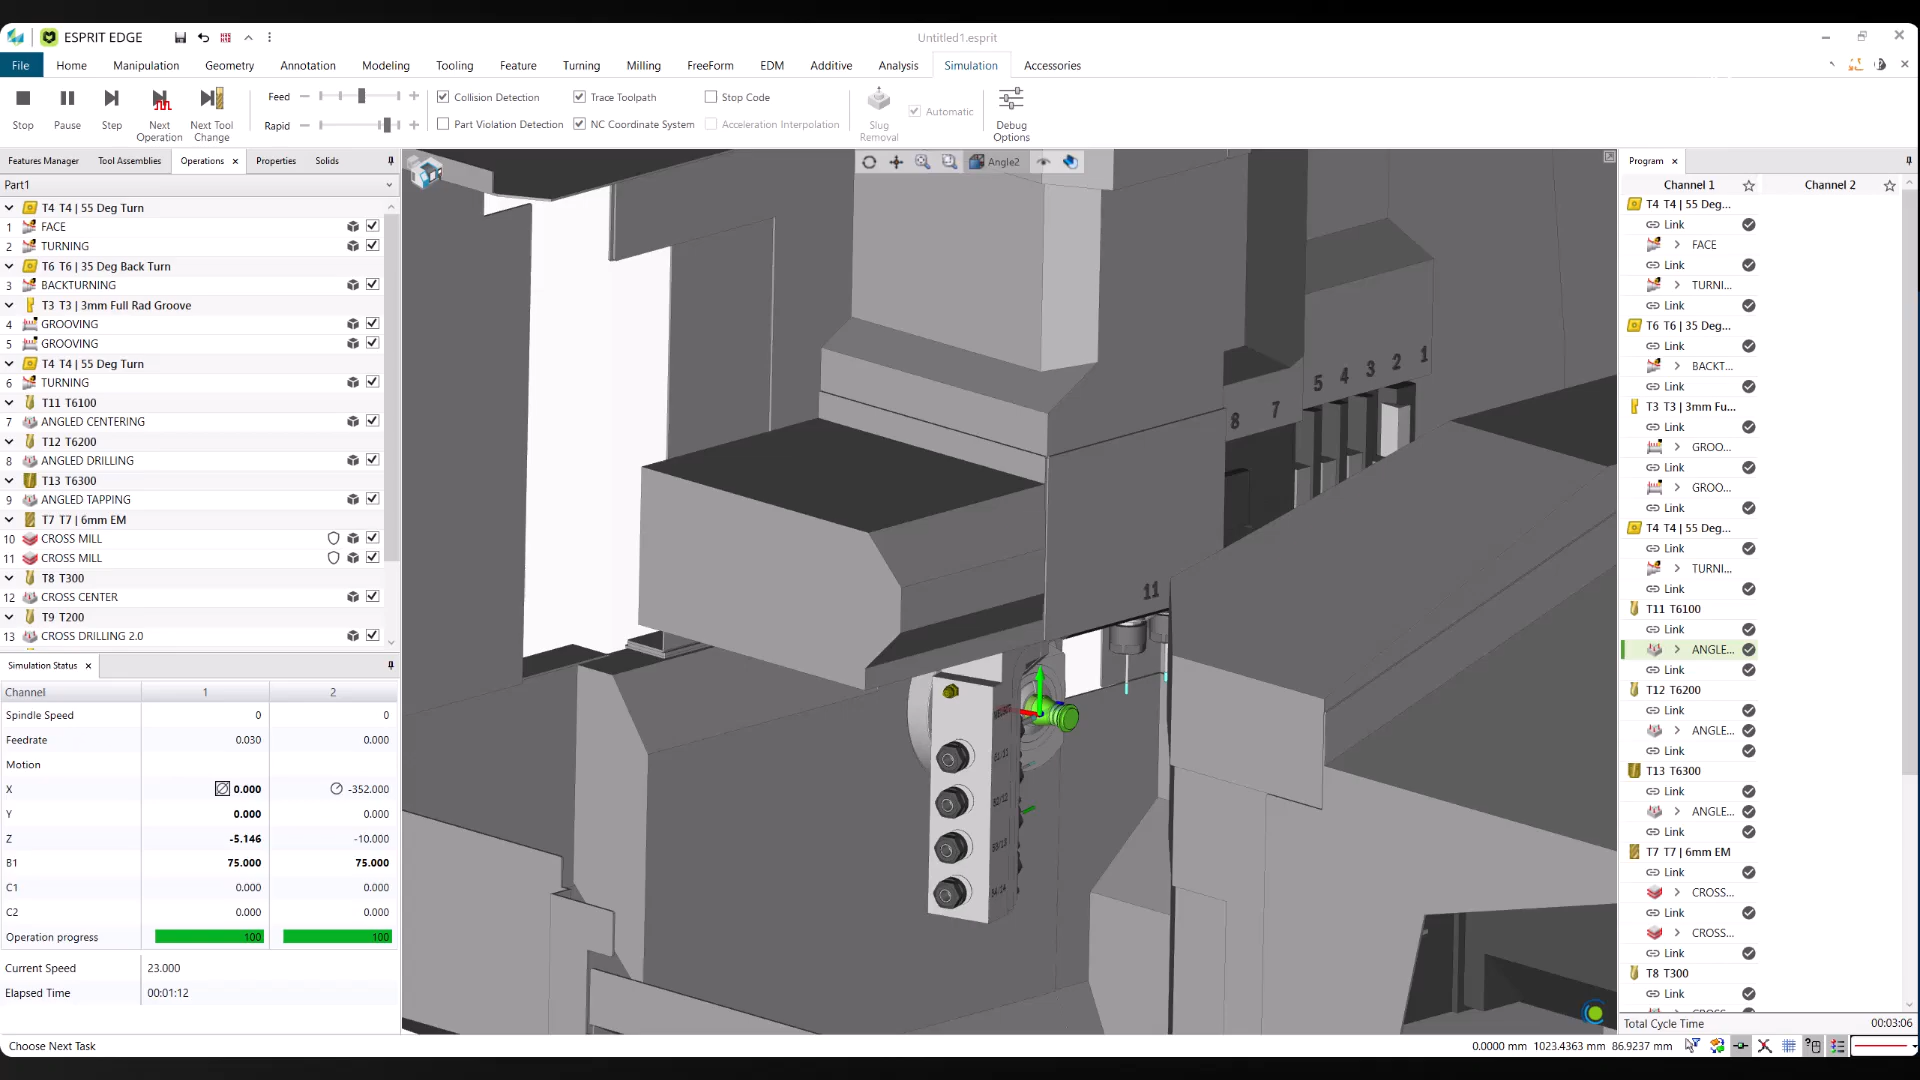 ESPRIT EDGE
Untitled1.esprit
File Home Manipulation Geometry Annotation Modeling Tooling Feature Turning Milling FreeForm EDM Additive Analysis Simulation Accessories
Stop Pause Step Next Operation Next Tool Change
Feed
Rapid
Collision Detection Trace Toolpath Stop Code
Part Violation Detection NC Coordinate System Acceleration Interpolation
Slug Removal Automatic
Debug Options
Features Manager Tool Assemblies Operations Properties Solids
Part1
T4 T4 | 55 Deg Turn
1 FACE
2 TURNING
T6 T6 | 35 Deg Back Turn
3 BACKTURNING
T3 T3 | 3mm Full Rad Groove
4 GROOVING
5 GROOVING
T4 T4 | 55 Deg Turn
6 TURNING
T11 T6100
7 ANGLED CENTERING
T12 T6200
8 ANGLED DRILLING
T13 T6300
9 ANGLED TAPPING
T7 T7 | 6mm EM
10 CROSS MILL
11 CROSS MILL
T8 T300
12 CROSS CENTER
T9 T200
13 CROSS DRILLING 2.0
Simulation Status
Channel 1 2
Spindle Speed 0 0
Feedrate 0.030 0.000
Motion
X 0.000 -352.000
Y 0.000 0.000
Z -5.146 -10.000
B1 75.000 75.000
C1 0.000 0.000
C2 0.000 0.000
Operation progress 100 100
Current Speed 23.000
Elapsed Time 00:01:12
Choose Next Task
Angle2
5 4 3 2 1
8 7
11
Program
Channel 1 Channel 2
T4 T4 | 55 Deg...
Link
FACE
Link
TURNI...
Link
T6 T6 | 35 Deg...
Link
BACKT...
Link
T3 T3 | 3mm Fu...
Link
GROO...
Link
GROO...
Link
T4 T4 | 55 Deg...
Link
TURNI...
Link
T11 T6100
Link
ANGLE...
Link
T12 T6200
Link
ANGLE...
Link
T13 T6300
Link
ANGLE...
Link
T7 T7 | 6mm EM
Link
CROSS...
Link
CROSS...
Link
T8 T300
Link
Total Cycle Time 00:03:06
0.0000 mm 1023.4363 mm 86.9237 mm